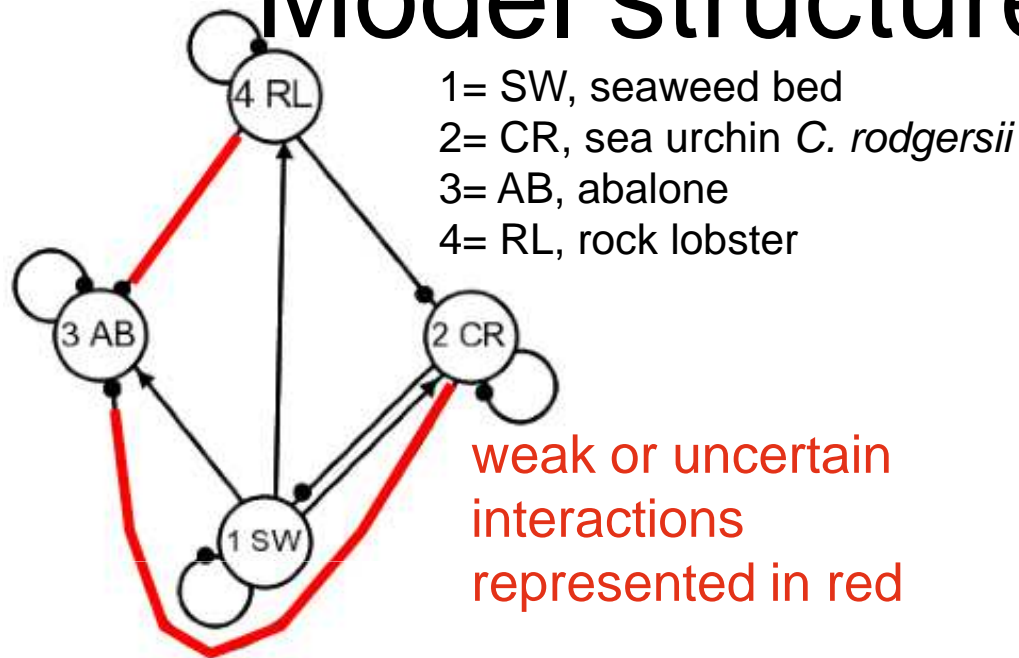 Model structure
4 RL
1= SW, seaweed bed
2= CR, sea urchin C. rodgersii
3= AB, abalone
4= RL, rock lobster
3 AB
2 CR
weak or uncertain
interactions
represented in red
1 SW